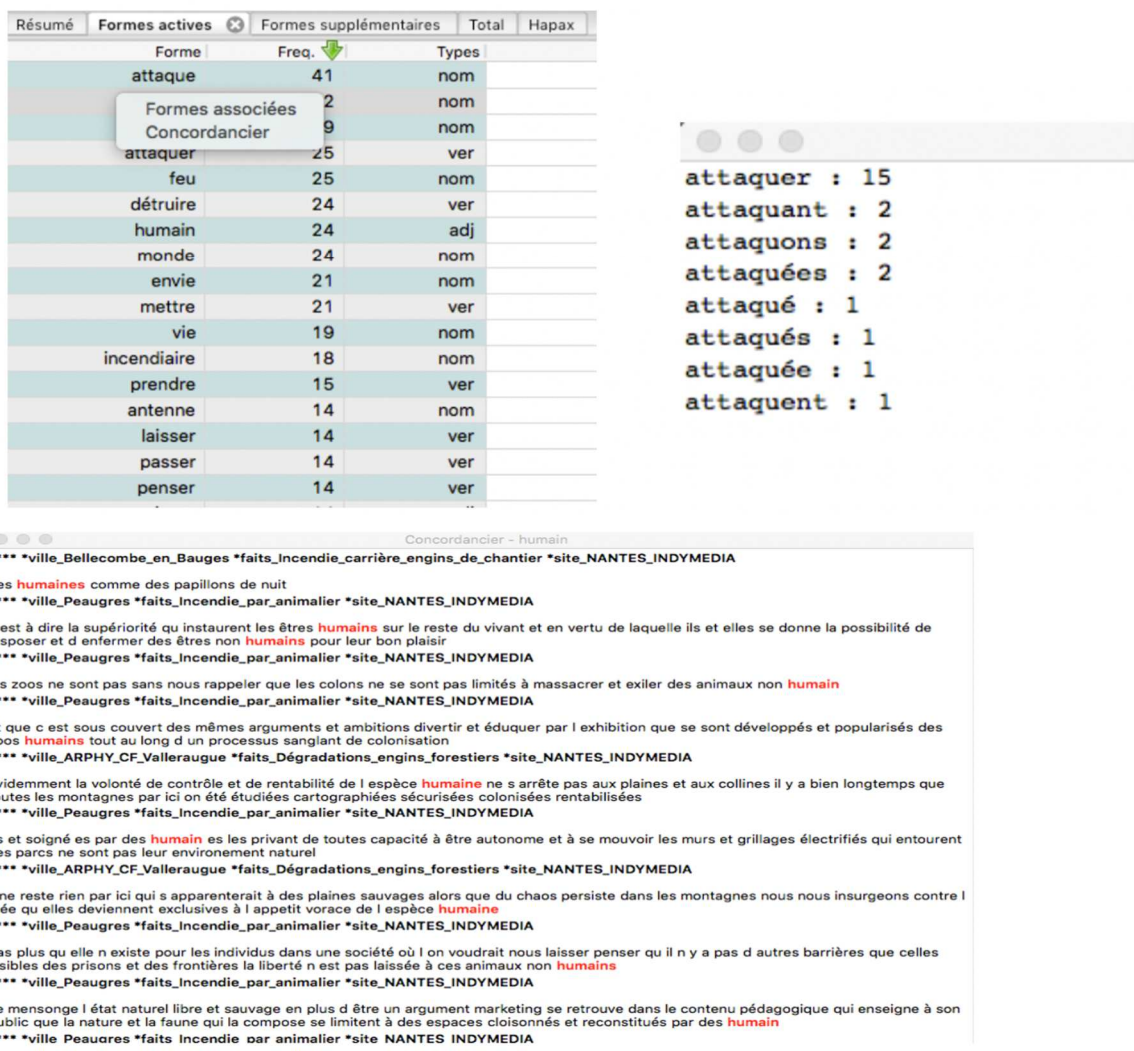 Résumé Formes actives Formes supplémentaires Total Hapax
Forme Freq. Types
attaque 41 nom
2 nom
Formes associées
9 nom
Concordancier
attaquer 25 ver
feu 25 nom
détruire 24 ver
humain 24 adj
monde 24 nom
envie 21 nom
mettre 21 ver
vie 19 nom
incendiaire 18 nom
prendre 15 ver
antenne 14 nom
laisser 14 ver
passer 14 ver
penser 14 ver
attaquer : 15
attaquant : 2
attaquons : 2
attaquées : 2
attaqué : 1
attaqués : 1
attaquée : 1
attaquent : 1
Concordancier - humain
*** *ville_Bellecombe_en_Bauges *faits_Incendie_carrière_engins_de_chantier *site_NANTES_INDYMEDIA
es humaines comme des papillons de nuit
*** *ville_Peaugres *faits_Incendie_par_animalier *site_NANTES_INDYMEDIA
est à dire la supériorité qu instaurent les êtres humains sur le reste du vivant et en vertu de laquelle ils et elles se donne la possibilité de
sposer et d enfermer des êtres non humains pour leur bon plaisir
*** *ville_Peaugres *faits_Incendie_par_animalier *site_NANTES_INDYMEDIA
s zoos ne sont pas sans nous rappeler que les colons ne se sont pas limités à massacrer et exiler des animaux non humain
*** *ville_Peaugres *faits_Incendie_par_animalier *site_NANTES_INDYMEDIA
que c est sous couvert des mêmes arguments et ambitions divertir et éduquer par l exhibition que se sont développés et popularisés des
oos humains tout au long d un processus sanglant de colonisation
*** *ville_ARPHY_CF_Valleraugue *faits_Dégradations_engins_forestiers *site_NANTES_INDYMEDIA
videmment la volonté de contrôle et de rentabilité de l espèce humaine ne s arrête pas aux plaines et aux collines il y a bien longtemps que
outes les montagnes par ici on été étudiées cartographiées sécurisées colonisées rentabilisées
*** *ville_Peaugres *faits_Incendie_par_animalier *site_NANTES_INDYMEDIA
s et soigné es par des humain es les privant de toutes capacité à être autonome et à se mouvoir les murs et grillages électrifiés qui entourent
es parcs ne sont pas leur environement naturel
*** *ville_ARPHY_CF_Valleraugue *faits_Dégradations_engins_forestiers *site_NANTES_INDYMEDIA
ne reste rien par ici qui s apparenterait à des plaines sauvages alors que du chaos persiste dans les montagnes nous nous insurgeons contre l
ée qu elles deviennent exclusives à l appetit vorace de l espèce humaine
*** *ville_Peaugres *faits_Incendie_par_animalier *site_NANTES_INDYMEDIA
as plus qu elle n existe pour les individus dans une société où l on voudrait nous laisser penser qu il n y a pas d autres barrières que celles
sibles des prisons et des frontières la liberté n est pas laissée à ces animaux non humains
*** *ville_Peaugres *faits_Incendie_par_animalier *site_NANTES_INDYMEDIA
e mensonge l état naturel libre et sauvage en plus d être un argument marketing se retrouve dans le contenu pédagogique qui enseigne à son
ublic que la nature et la faune qui la compose se limitent à des espaces cloisonnés et reconstitués par des humain
*** *ville_Peaugres *faits_Incendie_par_animalier *site_NANTES_INDYMEDIA